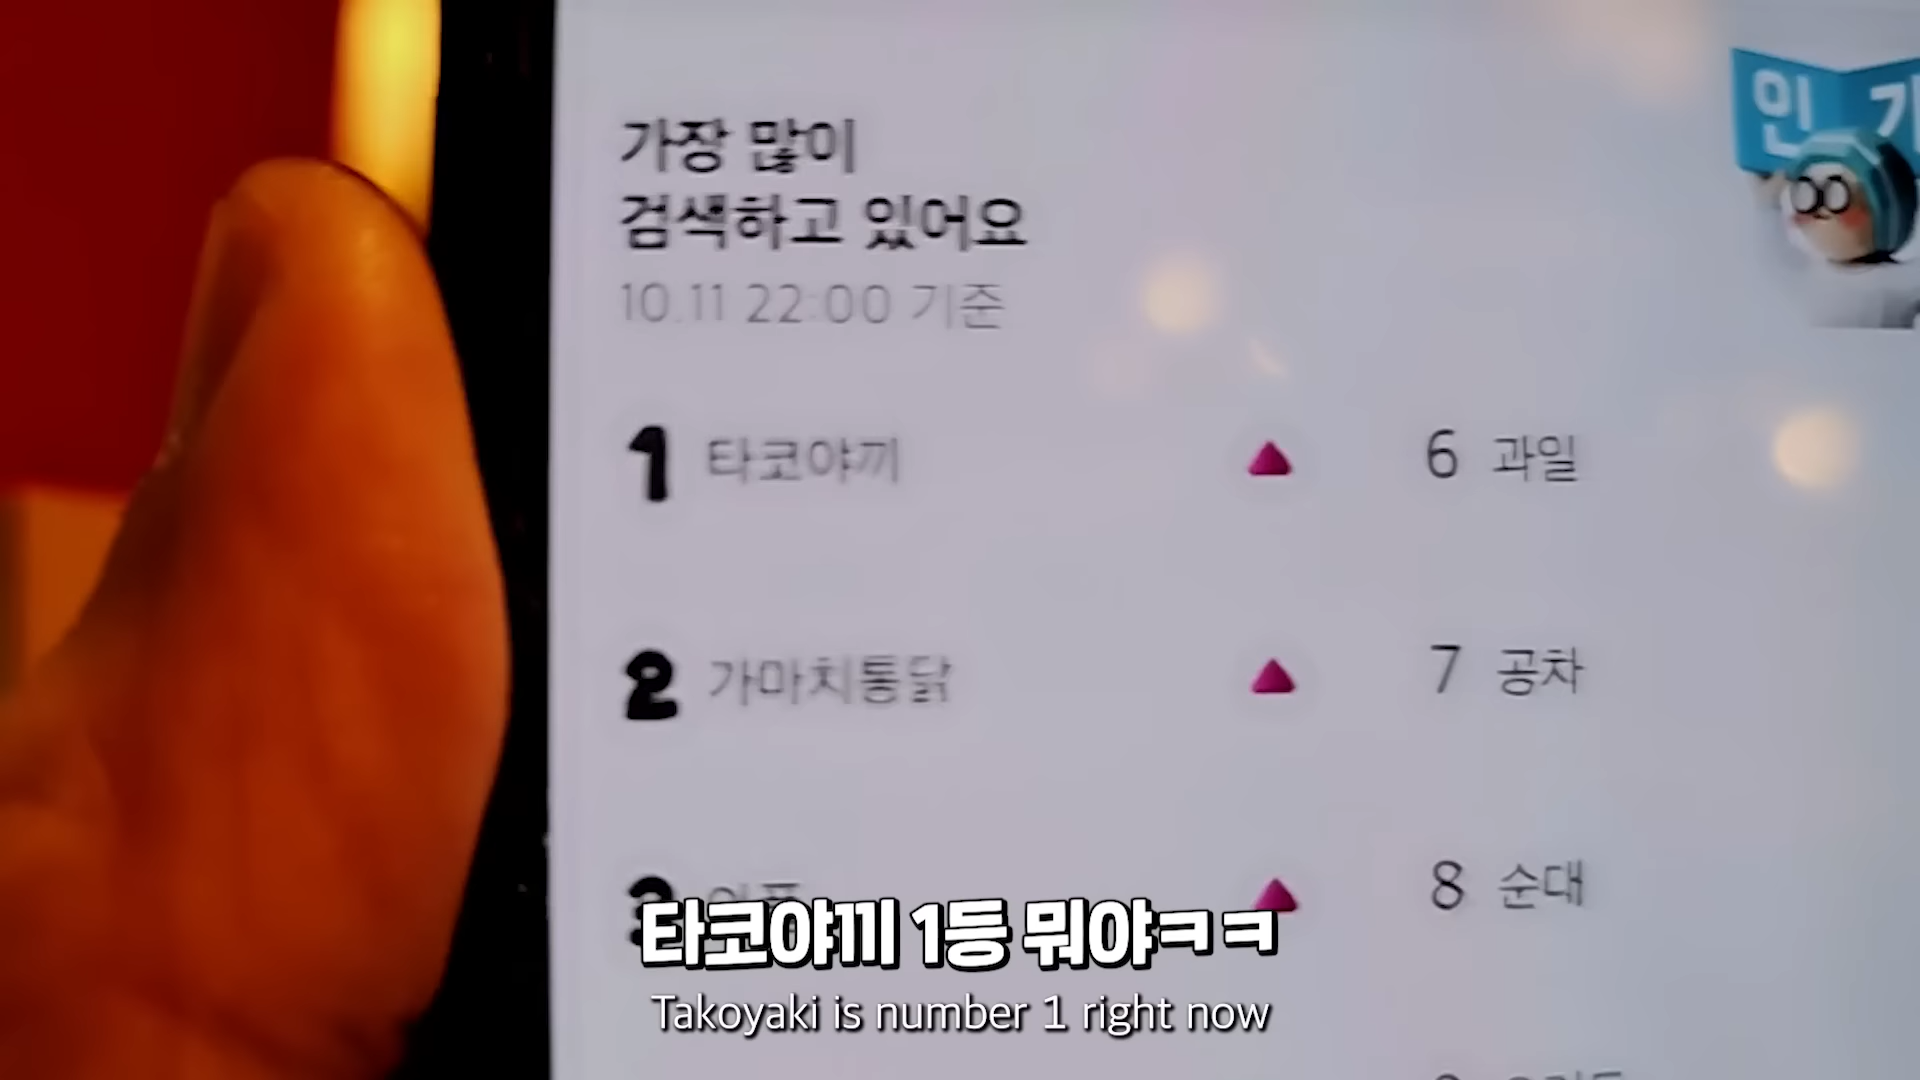 가장 많이
검색하고 있어요
10.11 22:00 기준
인기
1 타코야끼
2 가마치통닭
3
6 과일
7 공차
8 순대
타코야끼 1등 뭐야ㅋㅋ
Takoyaki is number 1 right now